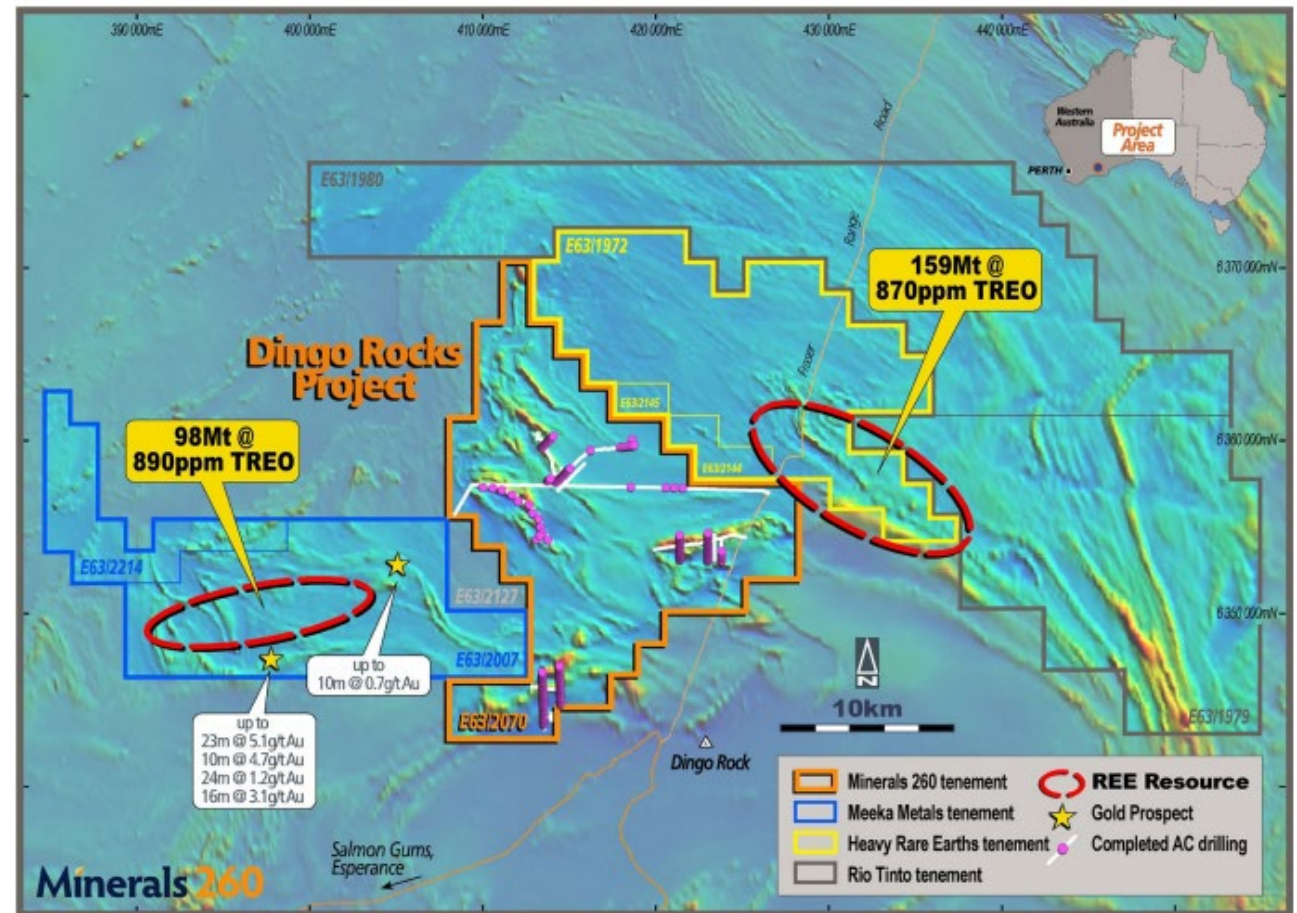 390 000mE
400 000mE
410 000mE
420 000mE
430 000mE
440 000mE
Western
Australia
Project
Area
PERTH
Road
Range
Fraser
E63/1980
E63/1972
159Mt @
870ppm TREO
6 370 000mN
Dingo Rocks
Project
E63/2145
E63/2144
98Mt @
890ppm TREO
6 360 000mN
E63/2214
E63/2127
E63/2007
6 350 000mN
up to
10m @ 0.7g/t Au
up to
23m @ 5.1g/t Au
10m @ 4.7g/t Au
24m @ 1.2g/t Au
16m @ 3.1g/t Au
E63/2070
N
10km
E63/1979
Dingo Rock
Salmon Gums,
Esperance
Minerals 260 tenement
Meeka Metals tenement
Heavy Rare Earths tenement
Rio Tinto tenement
REE Resource
Gold Prospect
Completed AC drilling
Minerals 260